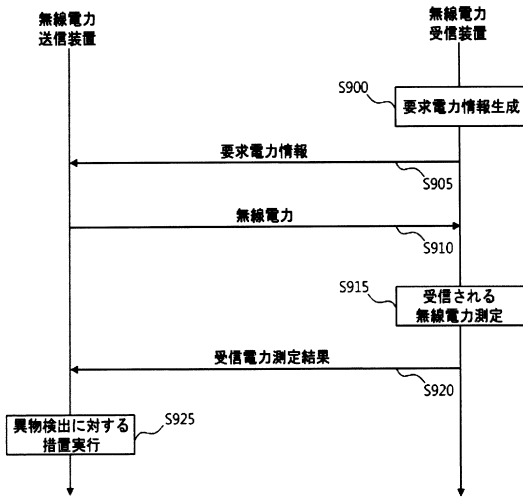 無線電力
送信装置
無線電力
受信装置
S900
要求電力情報生成
要求電力情報
S905
無線電力
S910
S915
受信される
無線電力測定
受信電力測定結果
S920
異物検出に対する
措置実行
S925